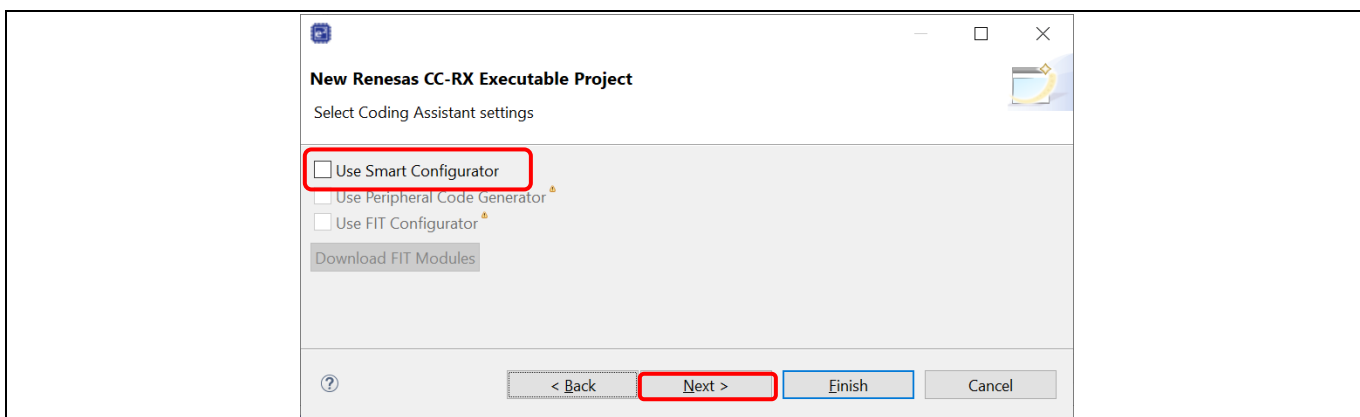 New Renesas CC-RX Executable Project
Select Coding Assistant settings
Use Smart Configurator
Use Peripheral Code Generator
Use FIT Configurator
Download FIT Modules
< Back Next > Finish Cancel